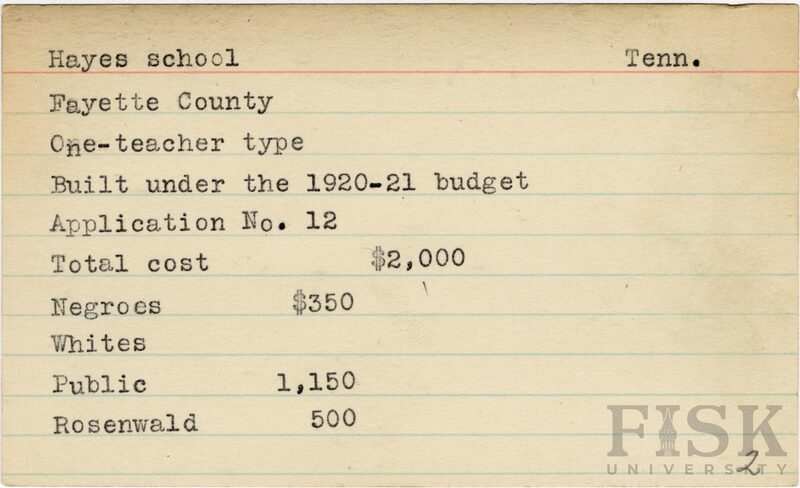 Hayes school Tenn.
Fayette County
One-teacher type
Built under the 1920-21 budget
Application No. 12
Total cost $2,000
Negroes $350
Whites
Public 1,150
Rosenwald 500
FISK
UNIVERSITY
2